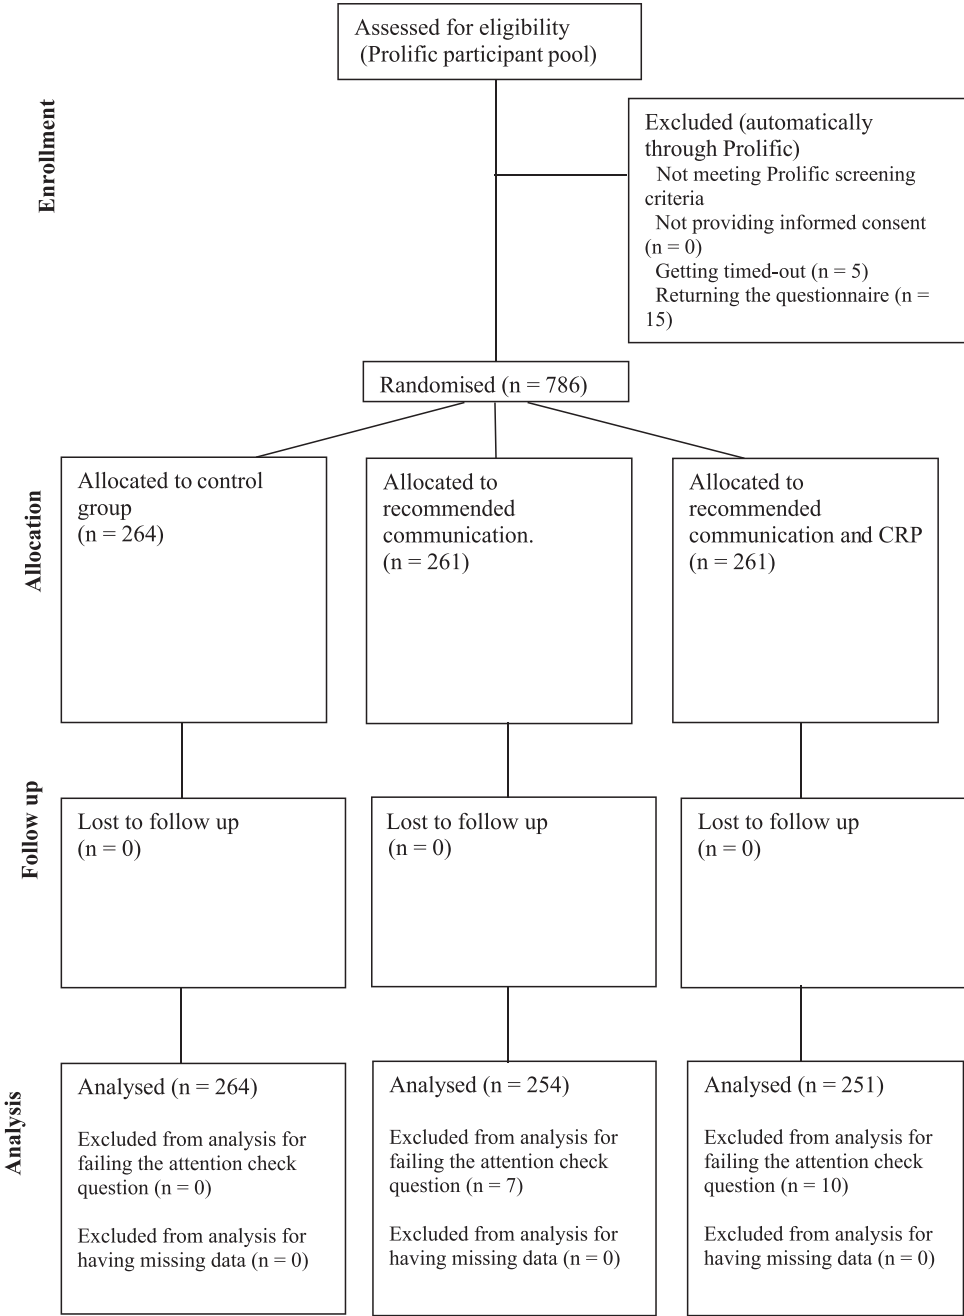 Assessed for eligibility
(Prolific participant pool)
Enrollment
Excluded (automatically
through Prolific)
Not meeting Prolific screening
criteria
Not providing informed consent
(n = 0)
Getting timed-out (n = 5)
Returning the questionnaire (n =
15)
Randomised (n = 786)
Allocation
Allocated to control
group
(n = 264)
Allocated to
recommended
communication.
(n = 261)
Allocated to
recommended
communication and CRP
(n = 261)
Follow up
Lost to follow up
(n = 0)
Lost to follow up
(n = 0)
Lost to follow up
(n = 0)
Analysis
Analysed (n = 264)
Excluded from analysis for
failing the attention check
question (n = 0)
Excluded from analysis for
having missing data (n = 0)
Analysed (n = 254)
Excluded from analysis for
failing the attention check
question (n = 7)
Excluded from analysis for
having missing data (n = 0)
Analysed (n = 251)
Excluded from analysis for
failing the attention check
question (n = 10)
Excluded from analysis for
having missing data (n = 0)